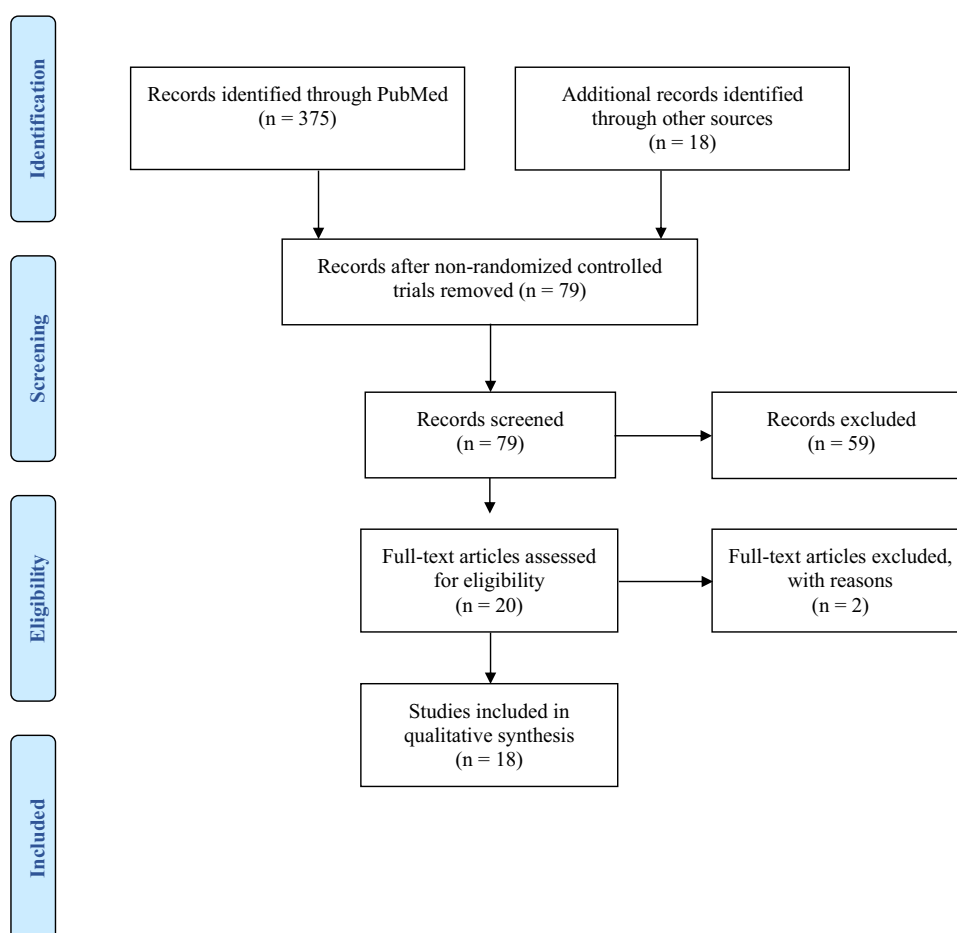 Identification
Records identified through PubMed
(n = 375)
Additional records identified
through other sources
(n = 18)
Screening
Records after non-randomized controlled
trials removed (n = 79)
Records screened
(n = 79)
Records excluded
(n = 59)
Eligibility
Full-text articles assessed
for eligibility
(n = 20)
Full-text articles excluded,
with reasons
(n = 2)
Included
Studies included in
qualitative synthesis
(n = 18)